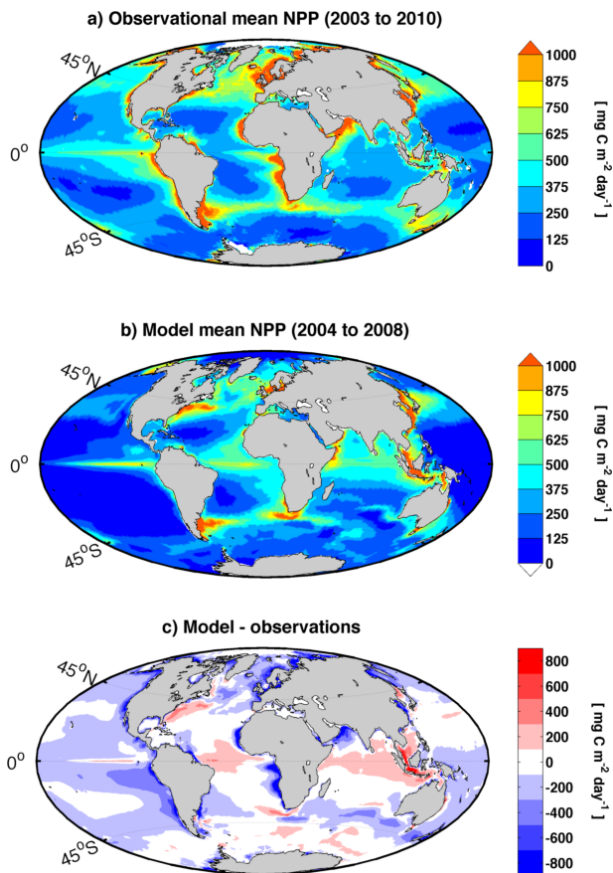 a) Observational mean NPP (2003 to 2010)
45°N
0°
45°S
1000
875
750
625
500
375
250
125
0
[ mg C m⁻² day⁻¹ ]
b) Model mean NPP (2004 to 2008)
45°N
0°
45°S
1000
875
750
625
500
375
250
125
0
[ mg C m⁻² day⁻¹ ]
c) Model - observations
45°N
0°
45°S
800
600
400
200
0
-200
-400
-600
-800
[ mg C m⁻² day⁻¹ ]